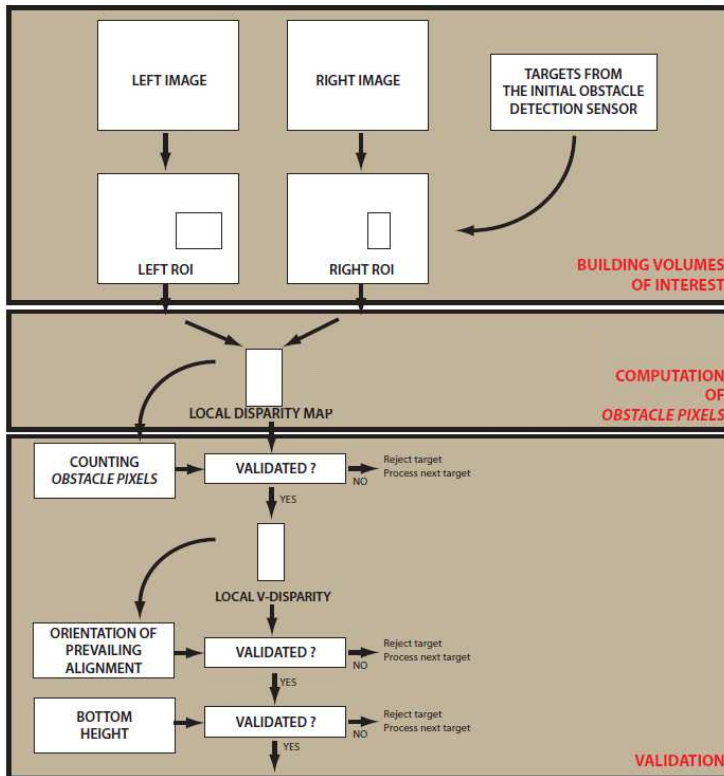 LEFT IMAGE
RIGHT IMAGE
TARGETS FROM
THE INITIAL OBSTACLE
DETECTION SENSOR
LEFT ROI
RIGHT ROI
BUILDING VOLUMES
OF INTEREST
COMPUTATION
OF
OBSTACLE PIXELS
LOCAL DISPARITY MAP
COUNTING
OBSTACLE PIXELS
VALIDATED ?
NO
Reject target
Process next target
YES
LOCAL V-DISPARITY
ORIENTATION OF
PREVAILING
ALIGNMENT
VALIDATED ?
NO
Reject target
Process next target
YES
BOTTOM
HEIGHT
VALIDATED ?
NO
Reject target
Process next target
YES
VALIDATION